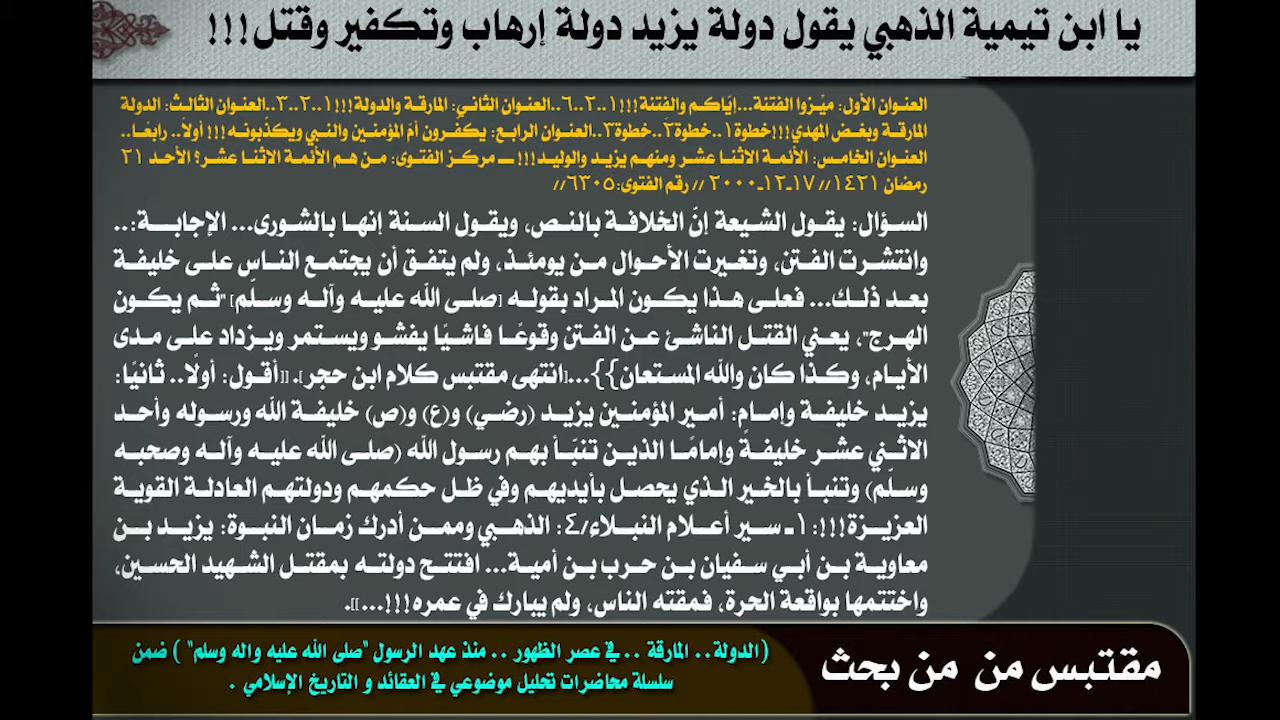 يا ابن تيمية الذهبي يقول دولة يزيد دولة إرهاب وتكفير وقتل!!!
العنوان الأول: ميّزوا الفتنة...إيّاكم والفتنة!!!١..٢..٦..العنوان الثاني: المارقة والدولة!!!١..٢..٣..العنوان الثالث: الدولة
المارقة وبغض المهدي!!!خطوة١..خطوة٢..خطوة٣..العنوان الرابع: يكفّرون أمّ المؤمنين والنبي ويكذّبونه!!! أولًا.. رابعًا..
العنوان الخامس: الأئمة الاثنا عشر ومنهم يزيد والوليد!!! ـ مركز الفتوى: من هم الأئمة الاثنا عشر؟ الأحد ٢١
رمضان ١٤٢١// ١٧ـ١٢ـ٢٠٠٠ // رقم الفتوى:٦٣٠٥//
السؤال: يقول الشيعة إنّ الخلافة بالنص، ويقول السنة إنها بالشورى... الإجابة:..
وانتشرت الفتن، وتغيرت الأحوال من يومئذ، ولم يتفق أن يجتمع الناس على خليفة
بعد ذلك... فعلى هذا يكون المراد بقوله [صلى الله عليه وآله وسلّم] "ثم يكون
الهرج"، يعني القتل الناشئ عن الفتن وقوعًا فاشيًا يفشو ويستمر ويزداد على مدى
الأيام، وكذا كان والله المستعان}}...[انتهى مقتبس كلام ابن حجر]. [[أقول: أولًا.. ثانيًا:
يزيد خليفة وإمام: أمير المؤمنين يزيد (رضي) و(ع) و(ص) خليفة الله ورسوله وأحد
الاثني عشر خليفةً وإمامًا الذين تنبّأ بهم رسول الله (صلى الله عليه وآله وصحبه
وسلّم) وتنبأ بالخير الذي يحصل بأيديهم وفي ظل حكمهم ودولتهم العادلة القوية
العزيزة!!!: ١ـ سير أعلام النبلاء/٤: الذهبي وممن أدرك زمان النبوة: يزيد بن
معاوية بن أبي سفيان بن حرب بن أمية... افتتح دولته بمقتل الشهيد الحسين،
واختتمها بواقعة الحرة، فمقته الناس، ولم يبارك في عمره!!!...]].
مقتبس من من بحث
(الدولة.. المارقة ..في عصر الظهور .. منذ عهد الرسول "صلى الله عليه واله وسلم" ) ضمن
سلسلة محاضرات تحليل موضوعي في العقائد و التاريخ الإسلامي .